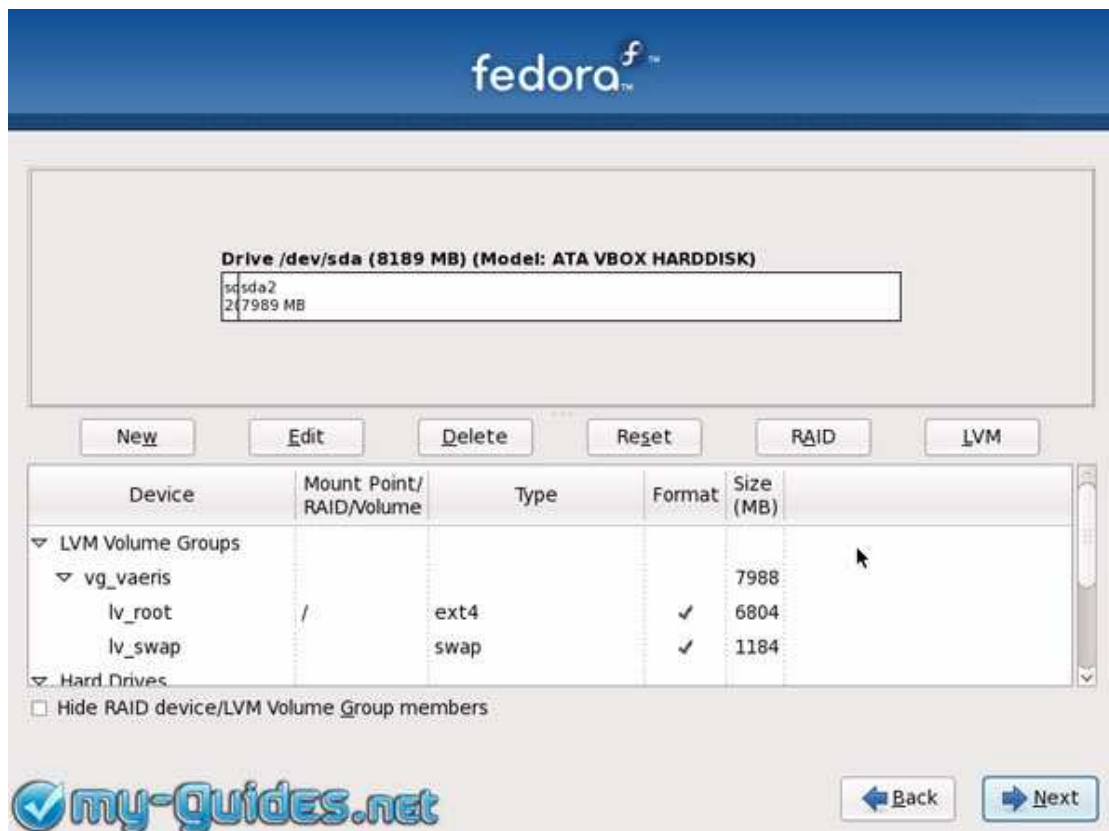 fedora
Drive /dev/sda (8189 MB) (Model: ATA VBOX HARDDISK)
sda2
7989 MB
New Edit Delete Reset RAID LVM
Device Mount Point/ RAID/Volume Type Format Size (MB)
LVM Volume Groups
vg_vaeris 7988
lv_root / ext4 6804
lv_swap swap 1184
Hard Drives
Hide RAID device/LVM Volume Group members
my-guides.net
Back Next